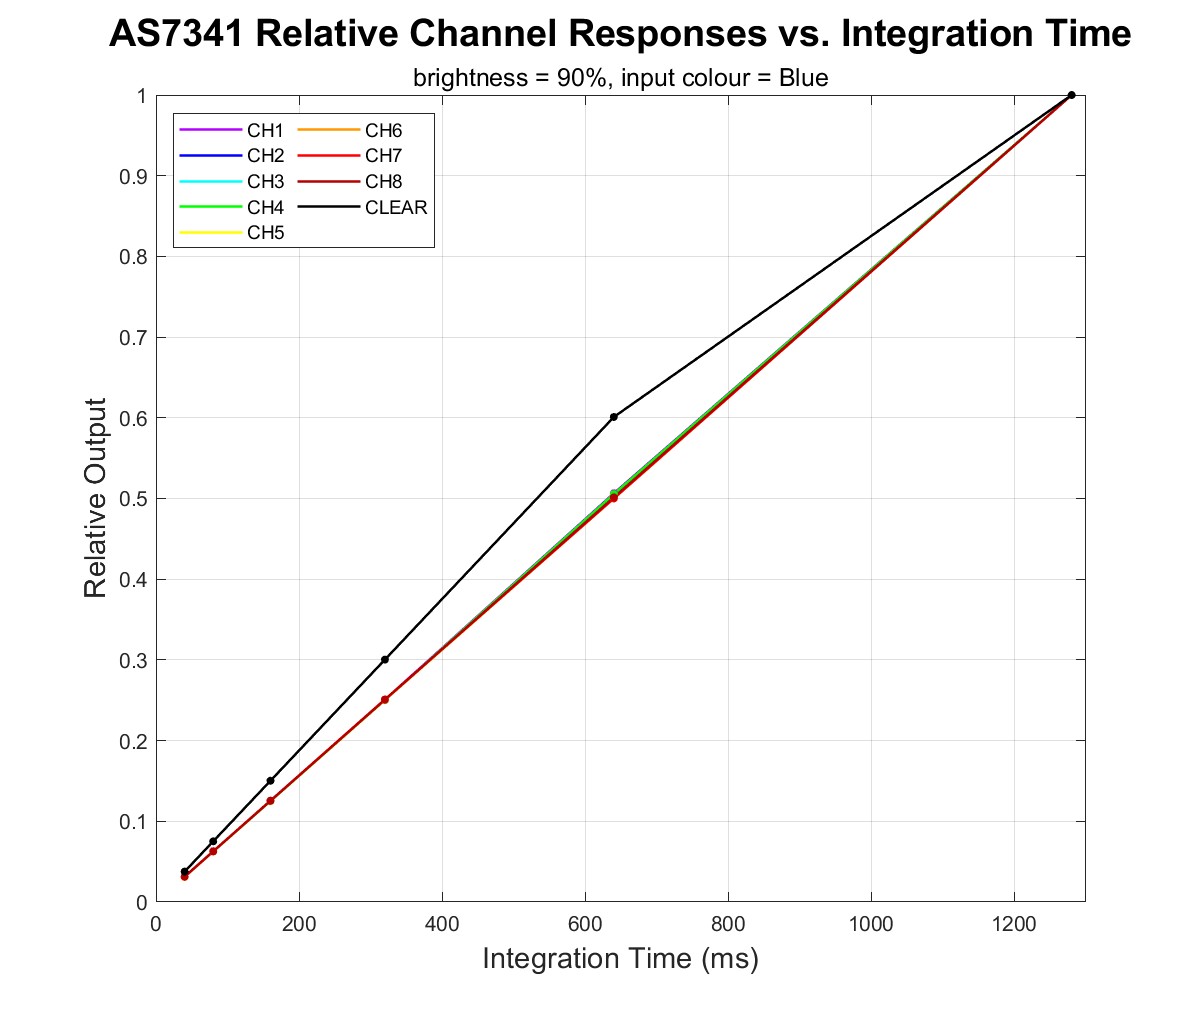 AS7341 Relative Channel Responses vs. Integration Time
brightness = 90%, input colour = Blue
CH1
CH2
CH3
CH4
CH5
CH6
CH7
CH8
CLEAR
1
0.9
0.8
0.7
0.6
0.5
0.4
0.3
0.2
0.1
0
Relative Output
0 200 400 600 800 1000 1200
Integration Time (ms)